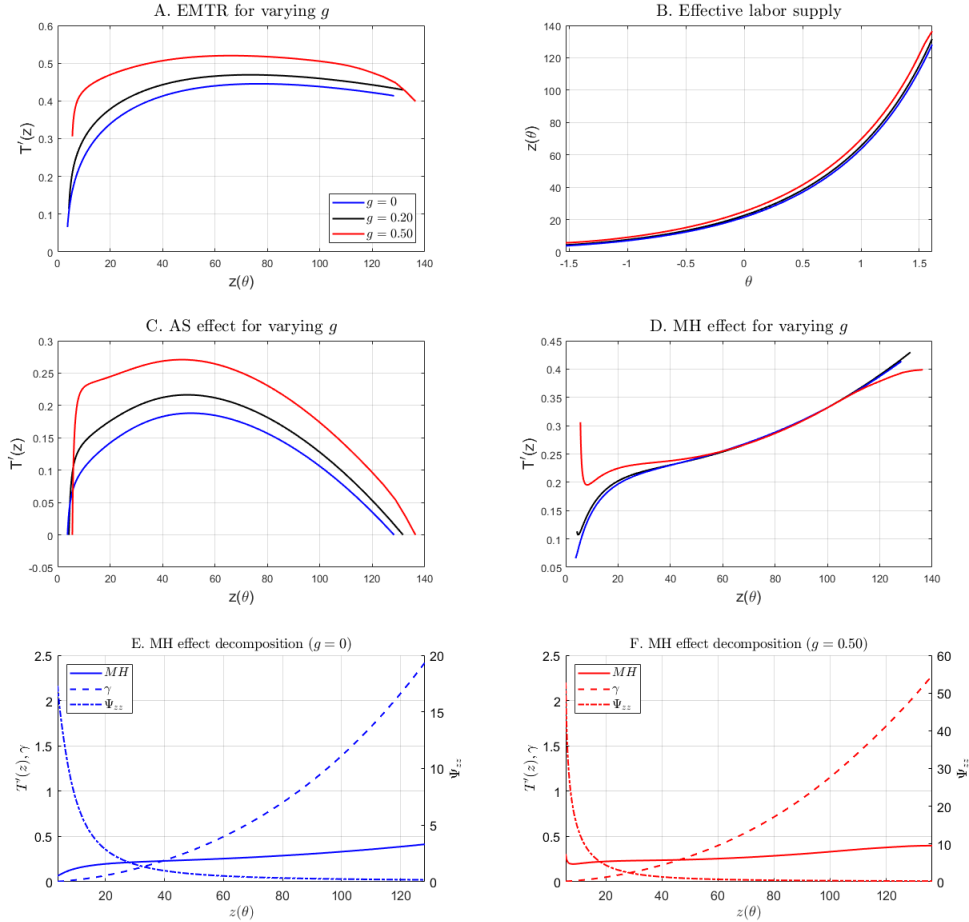 A. EMTR for varying g
0.6
0.5
0.4
0.3
0.2
0.1
0
T'(z)
0 20 40 60 80 100 120 140
z(θ)
g = 0
g = 0.20
g = 0.50
B. Effective labor supply
140
120
100
80
60
40
20
0
z(θ)
-1.5 -1 -0.5 0 0.5 1 1.5
θ
C. AS effect for varying g
0.3
0.25
0.2
0.15
0.1
0.05
0
-0.05
T'(z)
0 20 40 60 80 100 120 140
z(θ)
D. MH effect for varying g
0.45
0.4
0.35
0.3
0.25
0.2
0.15
0.1
0.05
T'(z)
0 20 40 60 80 100 120 140
z(θ)
E. MH effect decomposition (g = 0)
2.5
2
1.5
1
0.5
0
T'(z), γ
20 40 60 80 100 120
z(θ)
20
15
10
5
0
Ψzz
MH
γ
Ψzz
F. MH effect decomposition (g = 0.50)
2.5
2
1.5
1
0.5
0
T'(z), γ
20 40 60 80 100 120
z(θ)
60
50
40
30
20
10
0
Ψzz
MH
γ
Ψzz